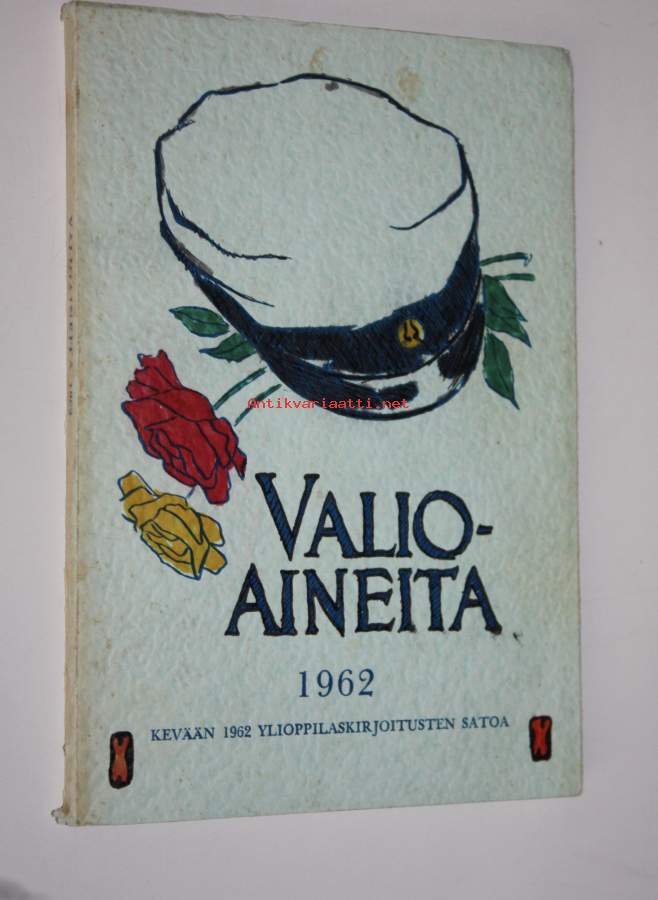 Antikvariaatti.net
VALIO-
AINEITA
1962
KEVÄÄN 1962 YLIOPPILASKIRJOITUSTEN SATOA